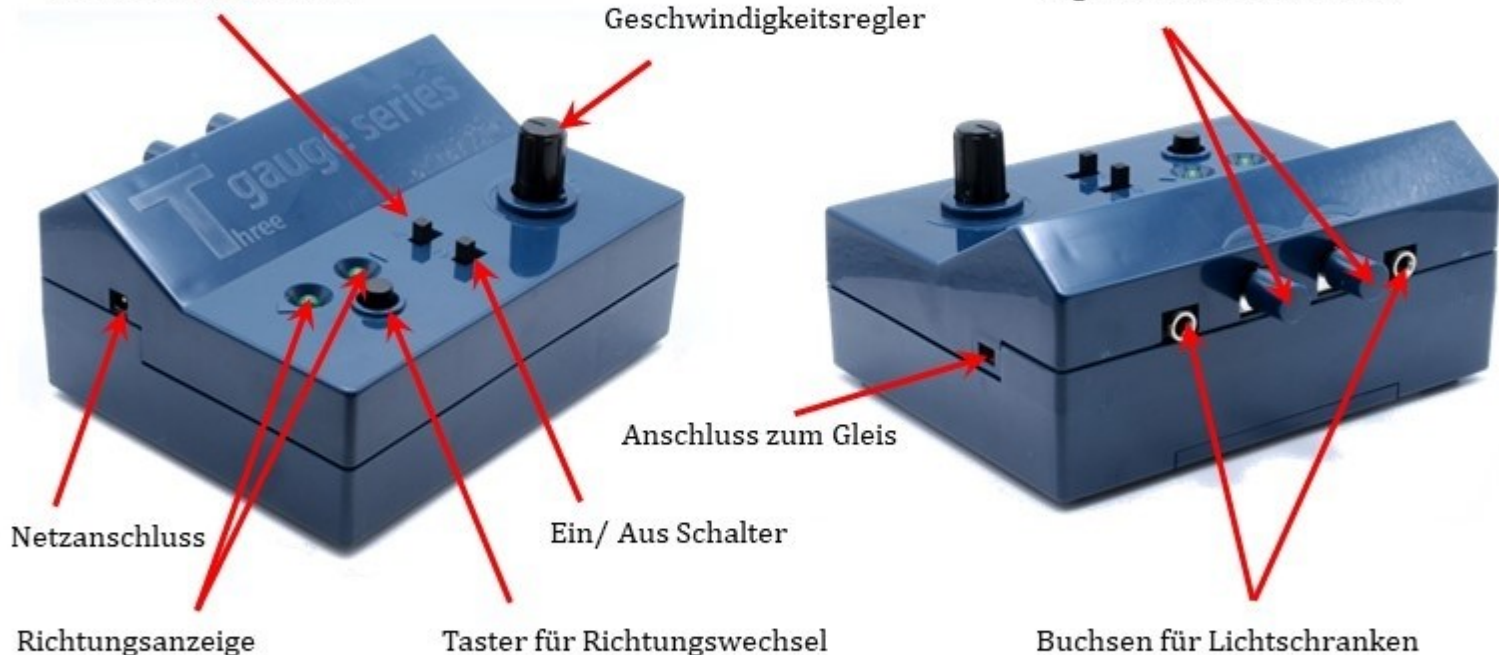 Geschwindigkeitsregler
T
hree
gauge series
Anschluss zum Gleis
Netzanschluss
Ein/ Aus Schalter
Richtungsanzeige
Taster für Richtungswechsel
Buchsen für Lichtschranken